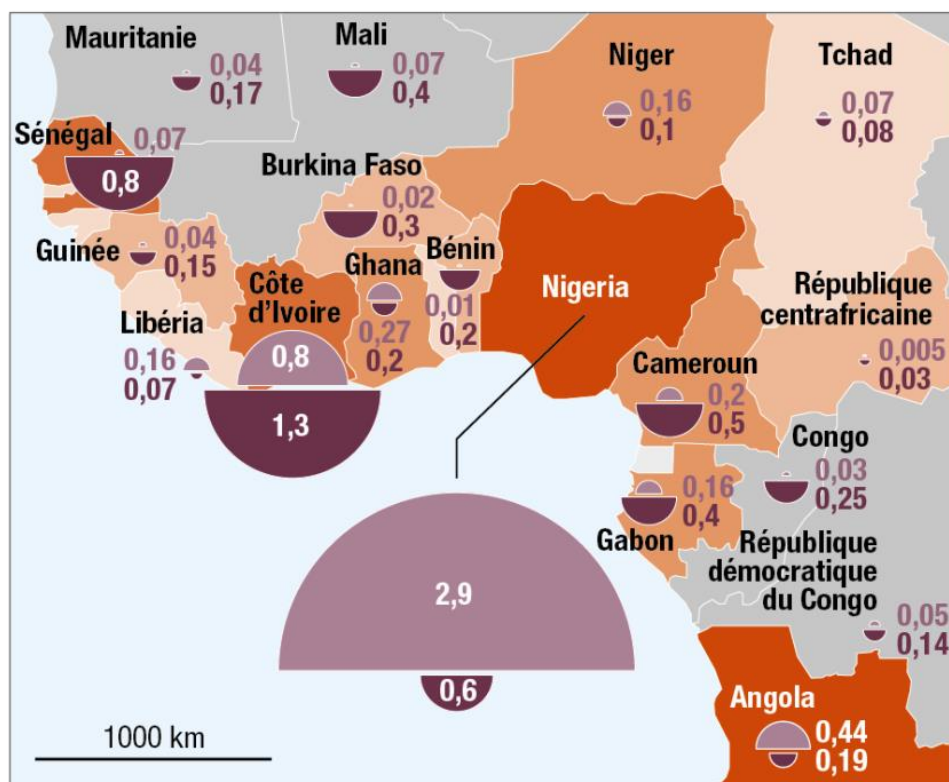 Mauritanie
0,04
0,17
Mali
0,07
0,4
Niger
0,16
0,1
Tchad
0,07
0,08
Sénégal
0,07
0,8
Burkina Faso
0,02
0,3
Guinée
0,04
0,15
Côte
d'Ivoire
0,8
1,3
Ghana
0,27
0,2
Bénin
0,01
0,2
Nigeria
2,9
0,6
République
centrafricaine
0,005
0,03
Libéria
0,16
0,07
Cameroun
0,2
0,5
Congo
0,03
0,25
Gabon
0,16
0,4
République
démocratique
du Congo
0,05
0,14
Angola
0,44
0,19
1000 km